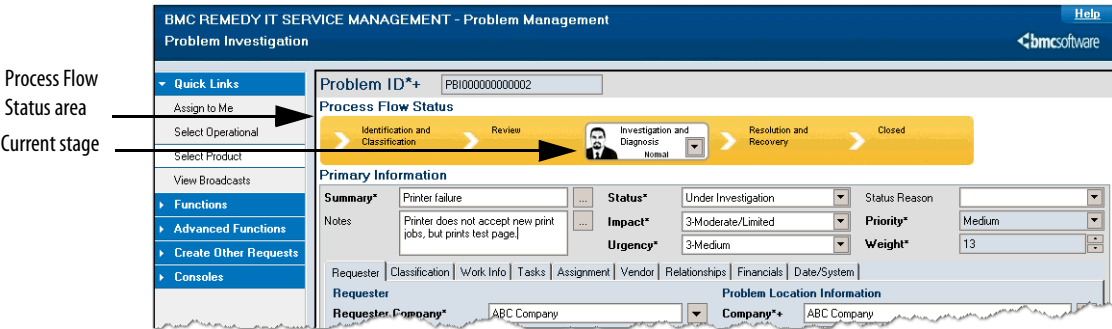 BMC REMEDY IT SERVICE MANAGEMENT - Problem Management
Help
Problem Investigation
bmcsoftware
Process Flow
Status area
Current stage
Quick Links
Assign to Me
Select Operational
Select Product
View Broadcasts
Functions
Advanced Functions
Create Other Requests
Consoles
Problem ID*+ PBI000000000002
Process Flow Status
Identification and
Classification
Review
Investigation and
Diagnosis
Normal
Resolution and
Recovery
Closed
Primary Information
Summary* Printer failure ... Status* Under Investigation Status Reason
Notes Printer does not accept new print
jobs, but prints test page. ... Impact* 3-Moderate/Limited Priority* Medium
Urgency* 3-Medium Weight* 13
Requester Classification Work Info Tasks Assignment Vendor Relationships Financials Date/System
Requester Problem Location Information
Requester Company* ABC Company Company*+ ABC Company